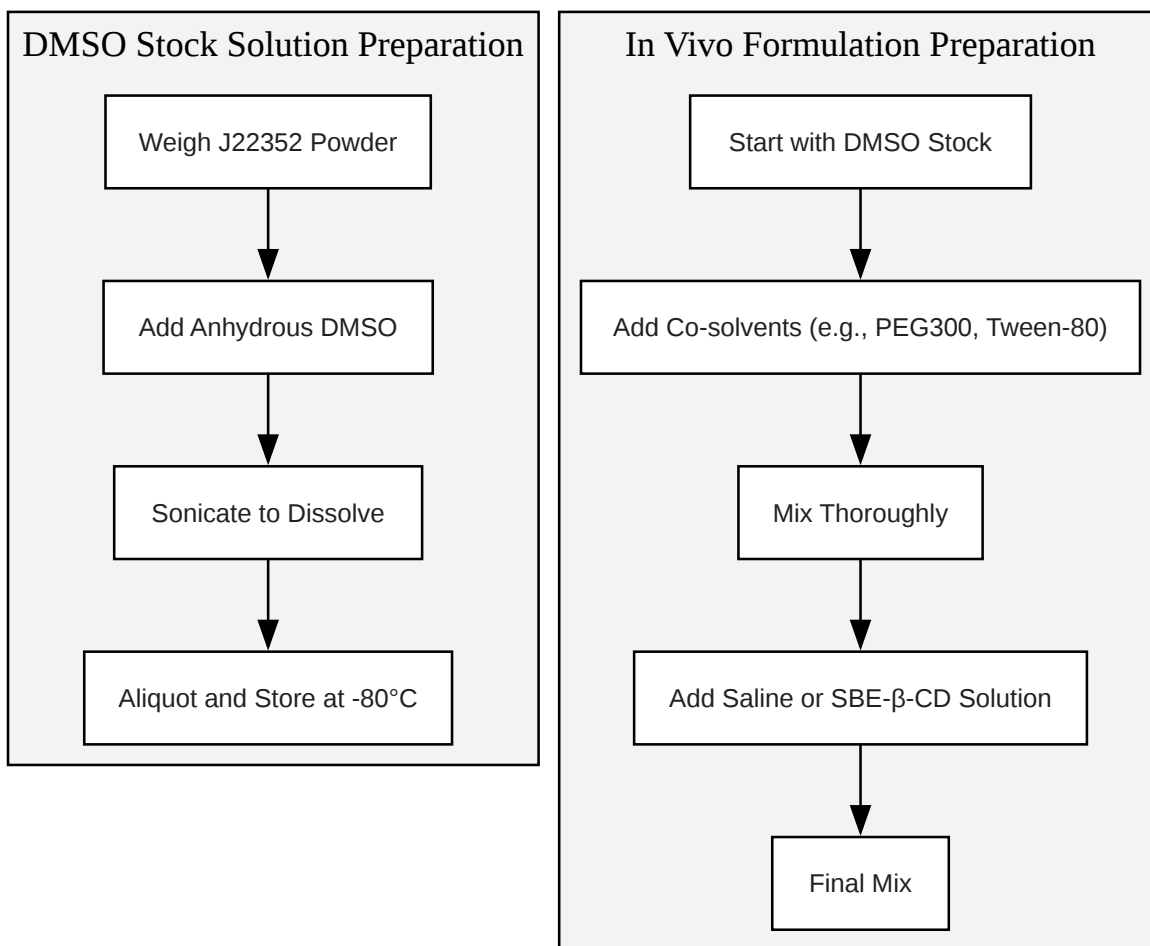 DMSO Stock Solution Preparation
Weigh J22352 Powder
Add Anhydrous DMSO
Sonicate to Dissolve
Aliquot and Store at -80°C
In Vivo Formulation Preparation
Start with DMSO Stock
Add Co-solvents (e.g., PEG300, Tween-80)
Mix Thoroughly
Add Saline or SBE-β-CD Solution
Final Mix